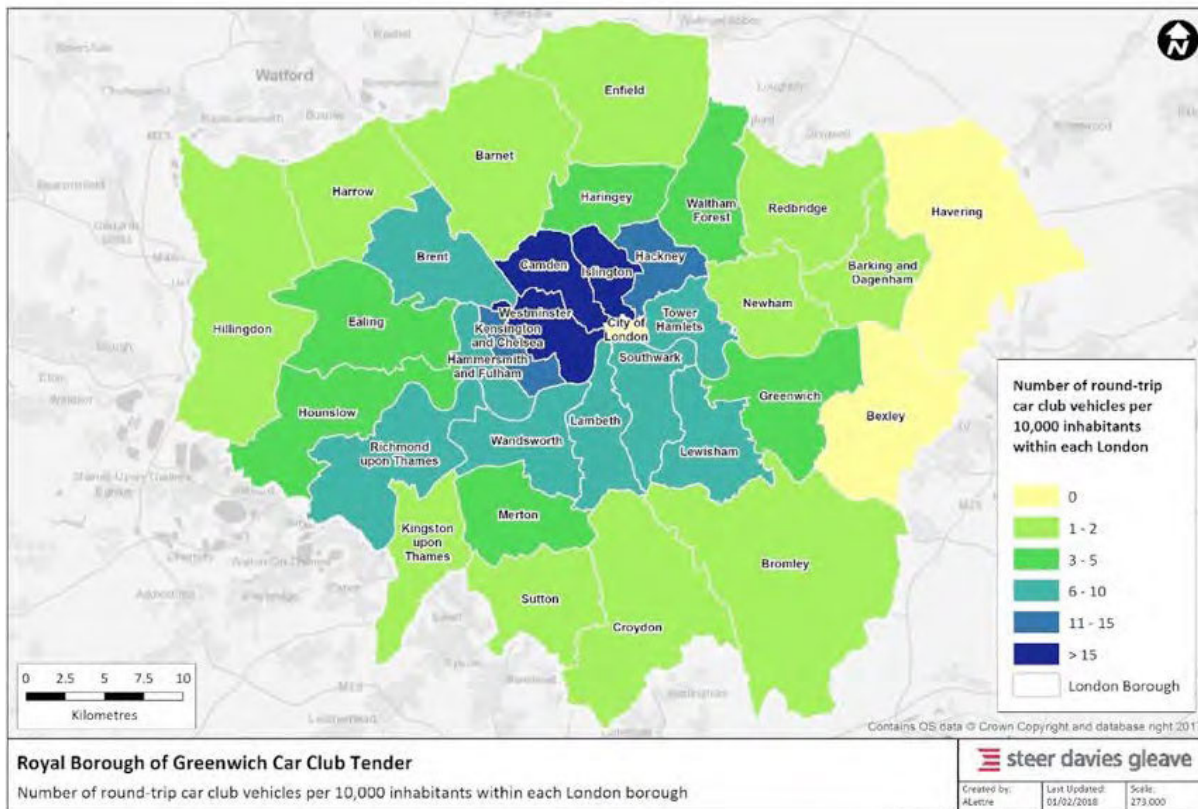 Watford
Enfield
Barnet
Harrow
Haringey
Waltham
Forest
Redbridge
Havering
Brent
Camden
Islington
Hackney
Barking and
Dagenham
Hillingdon
Ealing
Westminster
Kensington
and Chelsea
City of
London
Tower
Hamlets
Newham
Hammersmith
and Fulham
Southwark
Greenwich
Hounslow
Bexley
Richmond
upon Thames
Wandsworth
Lambeth
Lewisham
Kingston
upon
Thames
Merton
Sutton
Croydon
Bromley
N
Number of round-trip
car club vehicles per
10,000 inhabitants
within each London
0
1 - 2
3 - 5
6 - 10
11 - 15
> 15
London Borough
0 2.5 5 7.5 10
Kilometres
Contains OS data © Crown Copyright and database right 201
Royal Borough of Greenwich Car Club Tender
Number of round-trip car club vehicles per 10,000 inhabitants within each London borough
steer davies gleave
Created by:
ALettre
Last Updated:
01/02/2018
Scale:
273,000